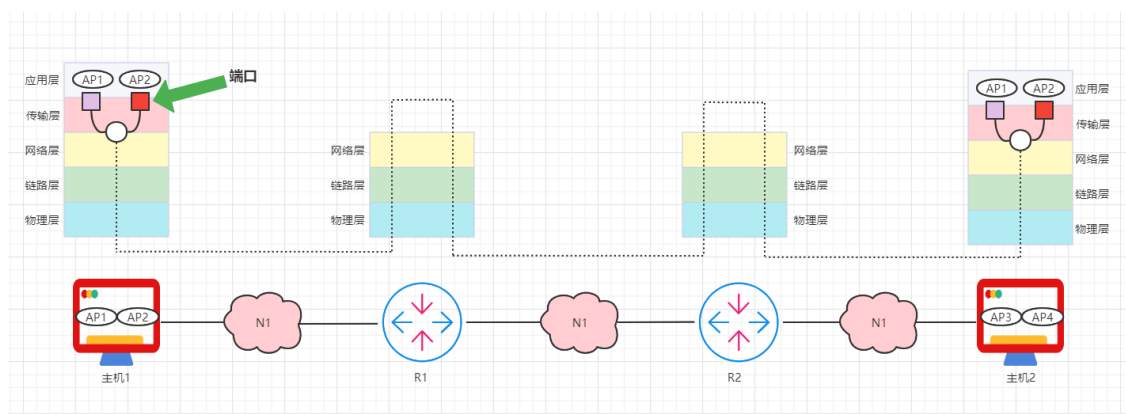 端口
应用层 AP1 AP2
传输层
网络层
链路层
物理层
网络层
链路层
物理层
网络层
链路层
物理层
AP1 AP2 应用层
传输层
网络层
链路层
物理层
AP1 AP2
N1
N1
N1
AP3 AP4
主机1
R1
R2
主机2